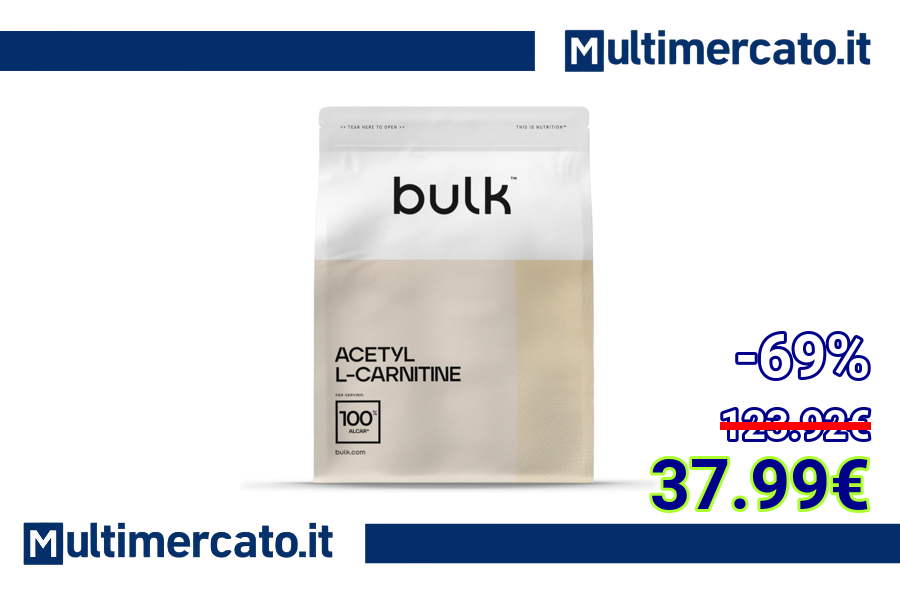 Multimercato.it
>> TEAR HERE TO OPEN >>
THIS IS NUTRITION™
bulk™
ACETYL
L-CARNITINE
PER SERVING:
100%
ALCAR*
bulk.com
-69%
123.92€
37.99€
Multimercato.it